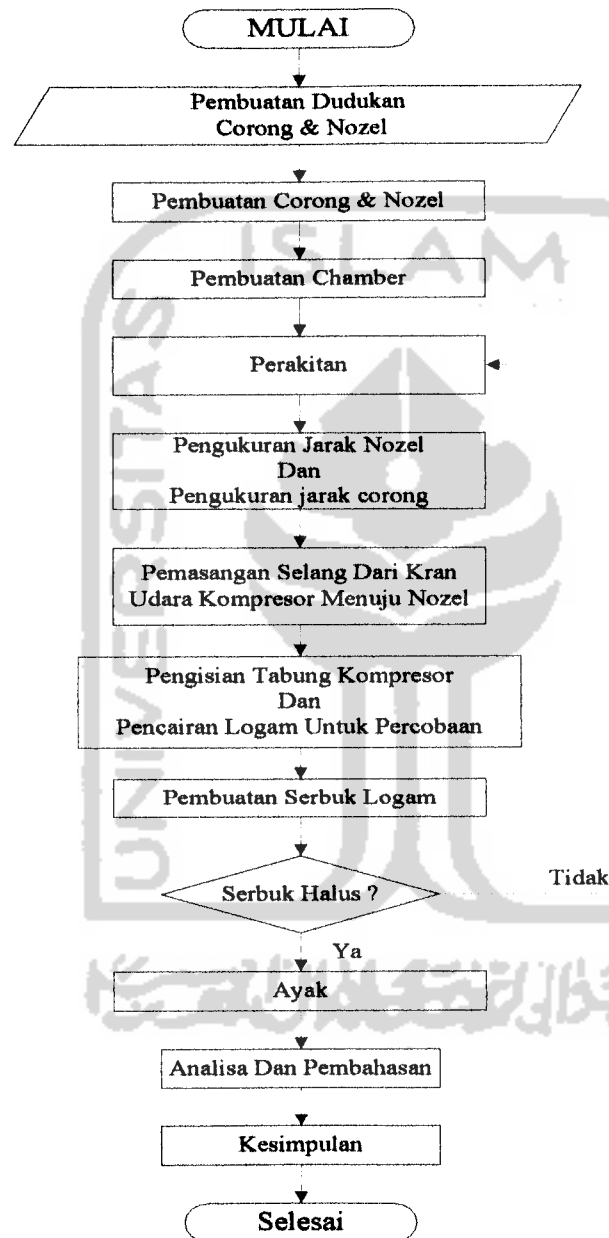 MULAI
Pembuatan Dudukan
Corong & Nozel
Pembuatan Corong & Nozel
ISLAM
Pembuatan Chamber
UNIVERSITAS
Perakitan
Pengukuran Jarak Nozel
Dan
Pengukuran jarak corong
Pemasangan Selang Dari Kran
Udara Kompresor Menuju Nozel
Pengisian Tabung Kompresor
Dan
Pencairan Logam Untuk Percobaan
Pembuatan Serbuk Logam
Serbuk Halus ?
Tidak
Ya
Ayak
Analisa Dan Pembahasan
Kesimpulan
Selesai